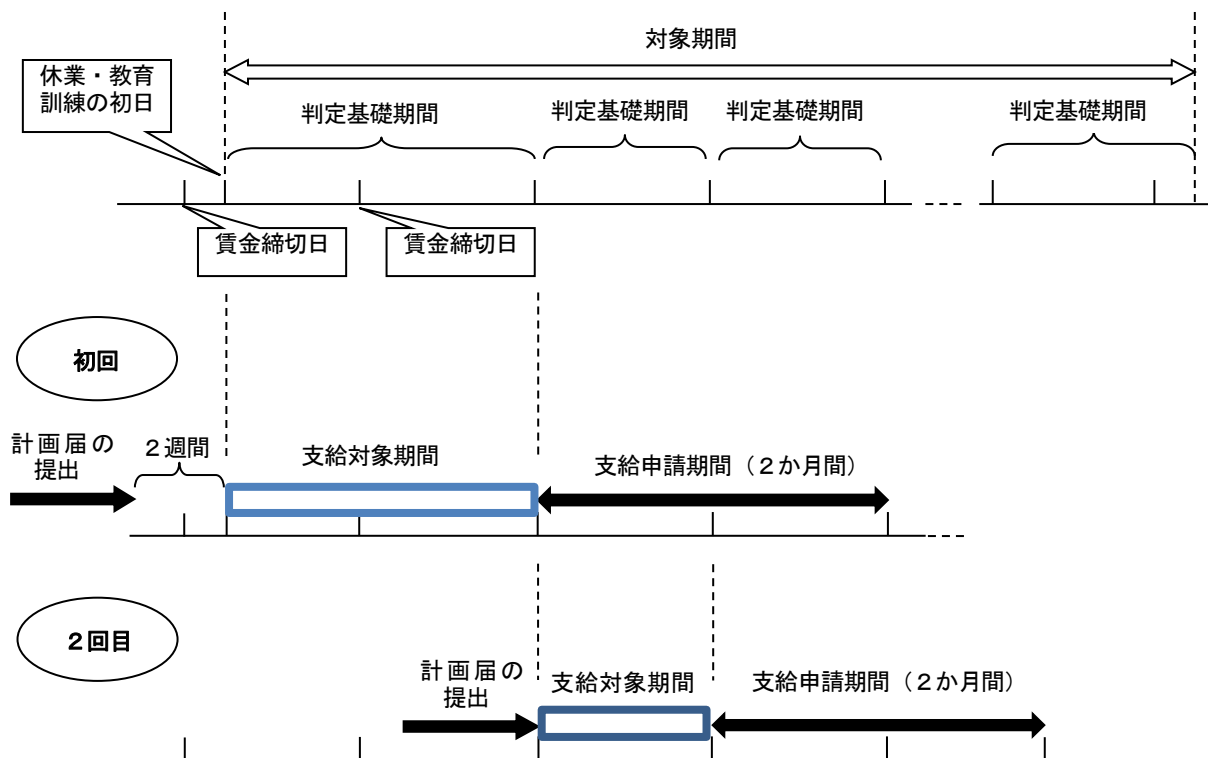 対象期間
休業・教育
訓練の初日
判定基礎期間
判定基礎期間
判定基礎期間
判定基礎期間
賃金締切日
賃金締切日
初回
計画届の
提出
２週間
支給対象期間
支給申請期間（２か月間）
２回目
計画届の
提出
支給対象期間
支給申請期間（２か月間）